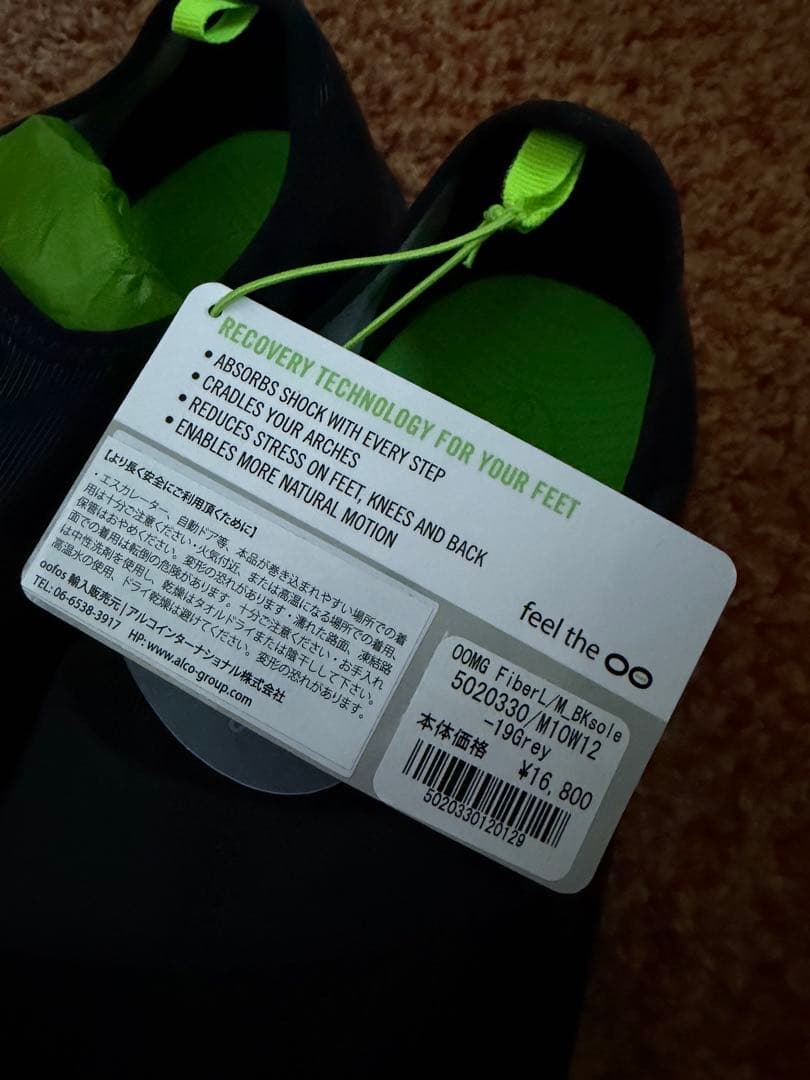 RECOVERY TECHNOLOGY FOR YOUR FEET
• ABSORBS SHOCK WITH EVERY STEP
• CRADLES YOUR ARCHES
• REDUCES STRESS ON FEET, KNEES AND BACK
• ENABLES MORE NATURAL MOTION
【より長く安全にご利用頂くために】
・エスカレーター、自動ドア等、本品が巻き込まれやすい場所での着
用は十分ご注意ください・火気付近、または高温になる場所での着用、
保管はおやめください。変形の恐れがあります・濡れた路面、凍結路
面での着用は転倒の危険があります。十分ご注意ください・お手入れ
は中性洗剤を使用し、乾燥はタオルドライまたは陰干しして下さい。
高温水の使用、ドライ乾燥は避けてください。変形の恐れがあります。
oofos 輸入販売元 | アルコインターナショナル株式会社
TEL: 06-6538-3917 HP: www.alco-group.com
feel the OO
OOMG FiberL/M_BKsole
5020330/M10W12
-19Grey
本体価格 ¥16,800
5020330120129